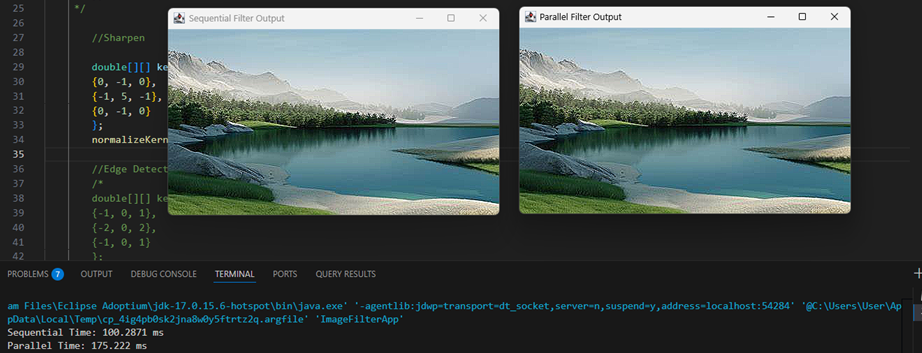 Sequential Filter Output
Parallel Filter Output
25 */
26
27 //Sharpen
28
29 double[][] ke
30 {0, -1, 0},
31 {-1, 5, -1},
32 {0, -1, 0}
33 };
34 normalizeKern
35
36 //Edge Detect
37 /*
38 double[][] ke
39 {-1, 0, 1},
40 {-2, 0, 2},
41 {-1, 0, 1}
42 };
PROBLEMS 7 OUTPUT DEBUG CONSOLE TERMINAL PORTS QUERY RESULTS
am Files\Eclipse Adoptium\jdk-17.0.15.6-hotspot\bin\java.exe' '-agentlib:jdwp=transport=dt_socket,server=n,suspend=y,address=localhost:54284' '@C:\Users\User\Ap
pData\Local\Temp\cp_4ig4pb0sk2jna8w0y5ftrtz2q.argfile' 'ImageFilterApp'
Sequential Time: 100.2871 ms
Parallel Time: 175.222 ms